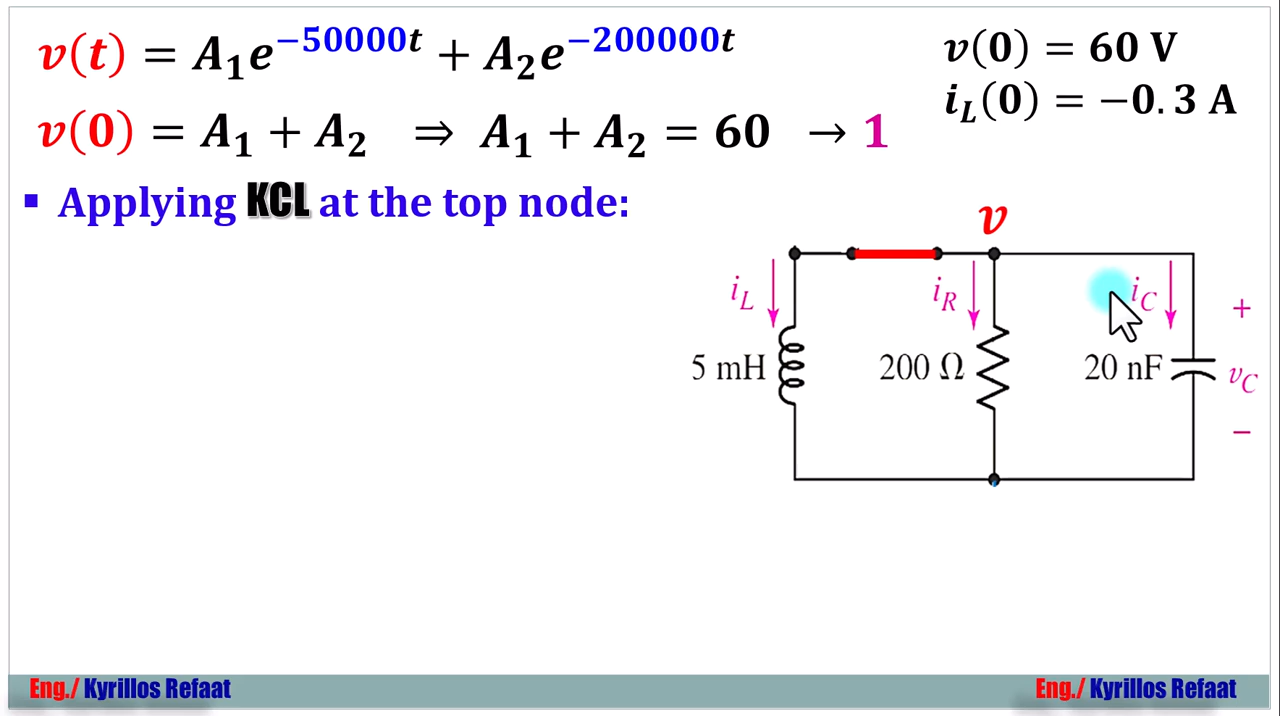 v(t) = A₁e^{−50000t} + A₂e^{−200000t}
v(0) = 60 V
i_L(0) = −0.3 A
v(0) = A₁ + A₂ ⇒ A₁ + A₂ = 60 → 1
▪ Applying KCL at the top node:
v
i_L
i_R
i_C
+
5 mH
200 Ω
20 nF
v_C
−
Eng./ Kyrillos Refaat
Eng./ Kyrillos Refaat